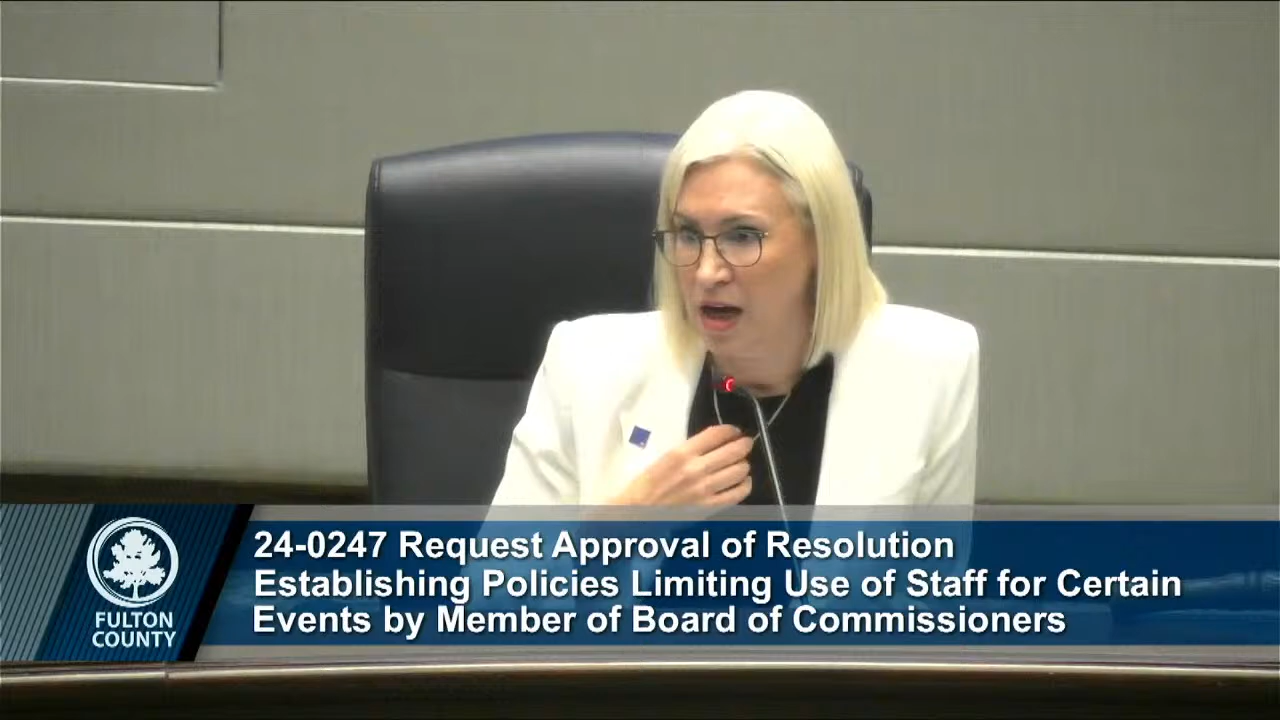 24-0247 Request Approval of Resolution
Establishing Policies Limiting Use of Staff for Certain
Events by Member of Board of Commissioners
FULTON
COUNTY